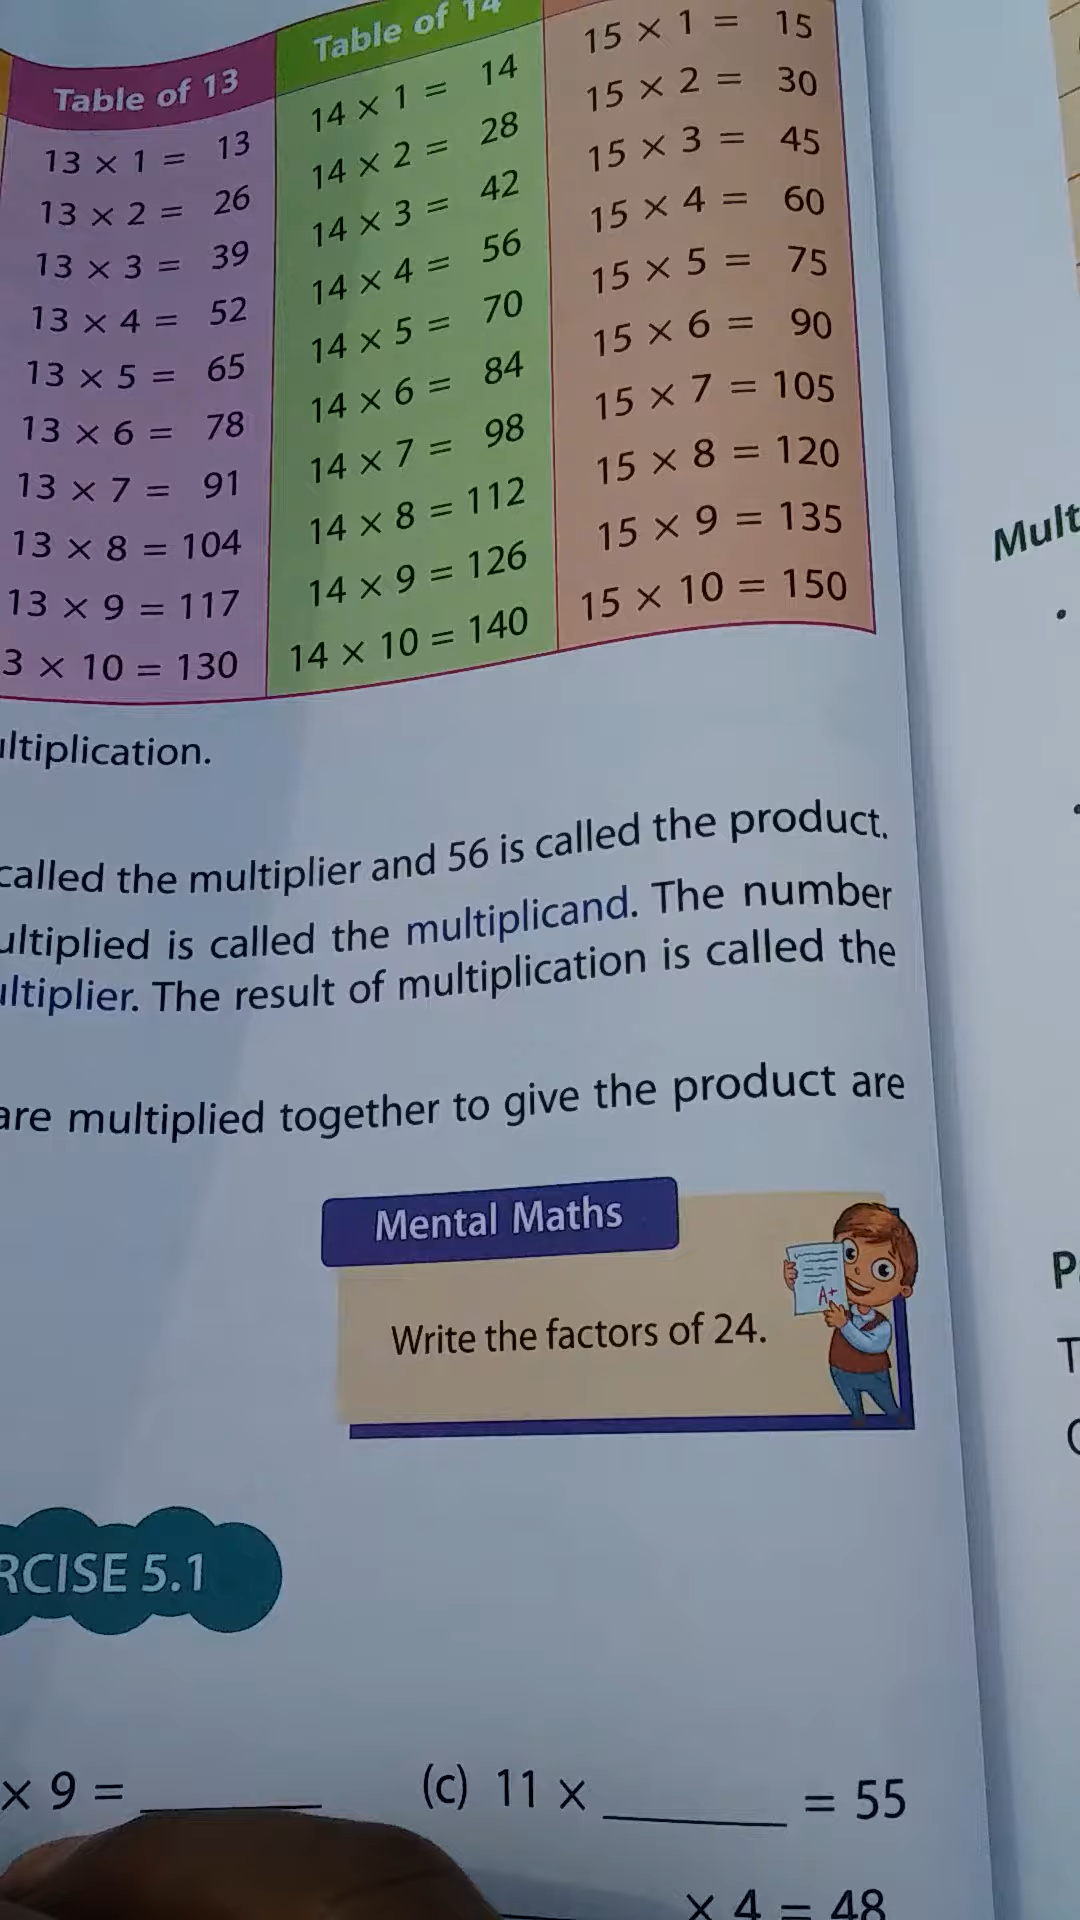 Table of 13
13 × 1 = 13
13 × 2 = 26
13 × 3 = 39
13 × 4 = 52
13 × 5 = 65
13 × 6 = 78
13 × 7 = 91
13 × 8 = 104
13 × 9 = 117
3 × 10 = 130
Table of 14
14 × 1 = 14
14 × 2 = 28
14 × 3 = 42
14 × 4 = 56
14 × 5 = 70
14 × 6 = 84
14 × 7 = 98
14 × 8 = 112
14 × 9 = 126
14 × 10 = 140
15 × 1 = 15
15 × 2 = 30
15 × 3 = 45
15 × 4 = 60
15 × 5 = 75
15 × 6 = 90
15 × 7 = 105
15 × 8 = 120
15 × 9 = 135
15 × 10 = 150
ultiplication.
called the multiplier and 56 is called the product.
ultiplied is called the multiplicand. The number
ultiplier. The result of multiplication is called the
are multiplied together to give the product are
Mental Maths
Write the factors of 24.
A+
RCISE 5.1
× 9 = ______
(c) 11 × ______ = 55
× 4 = 48
Mult
P
T